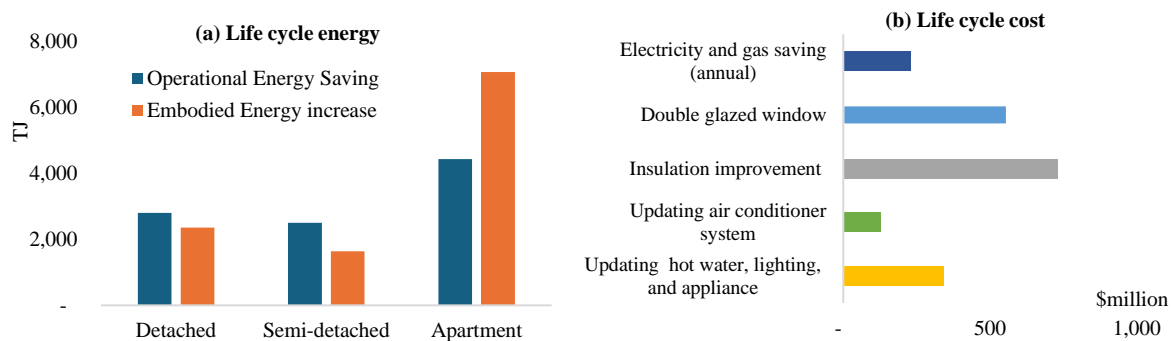 (a) Life cycle energy
8,000
6,000
4,000
2,000
-
TJ
Operational Energy Saving
Embodied Energy increase
Detached
Semi-detached
Apartment
(b) Life cycle cost
Electricity and gas saving
(annual)
Double glazed window
Insulation improvement
Updating air conditioner
system
Updating hot water, lighting,
and appliance
$million
-
500
1,000